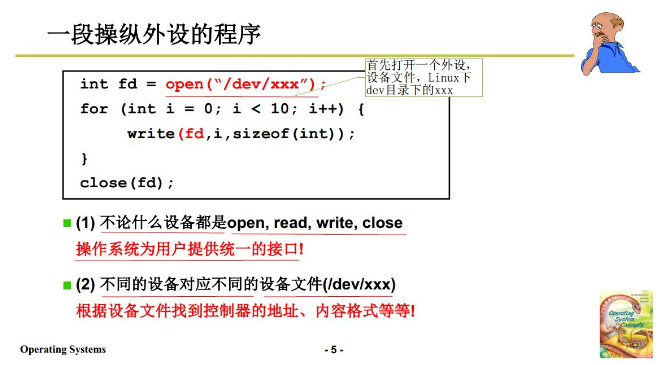 一段操纵外设的程序
首先打开一个外设，
设备文件，Linux下
dev目录下的xxx
int fd = open(“/dev/xxx”);
for (int i = 0; i < 10; i++) {
write(fd,i,sizeof(int));
}
close(fd);
(1) 不论什么设备都是open, read, write, close
操作系统为用户提供统一的接口!
(2) 不同的设备对应不同的设备文件(/dev/xxx)
根据设备文件找到控制器的地址、内容格式等等!
Operating
System
Concepts
Operating Systems
- 5 -